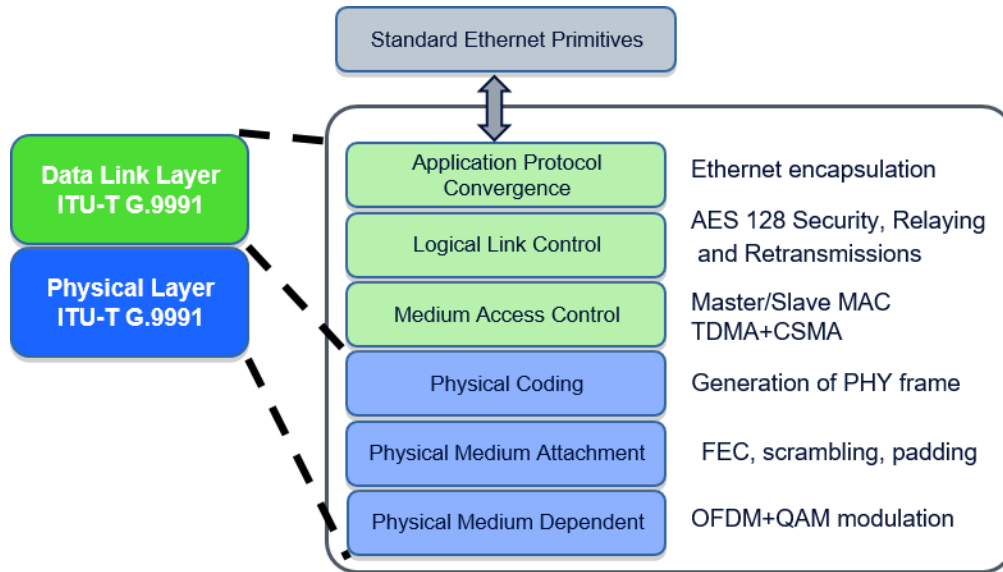 Standard Ethernet Primitives
Data Link Layer
ITU-T G.9991
Physical Layer
ITU-T G.9991
Application Protocol
Convergence
Ethernet encapsulation
Logical Link Control
AES 128 Security, Relaying
and Retransmissions
Medium Access Control
Master/Slave MAC
TDMA+CSMA
Physical Coding
Generation of PHY frame
Physical Medium Attachment
FEC, scrambling, padding
Physical Medium Dependent
OFDM+QAM modulation